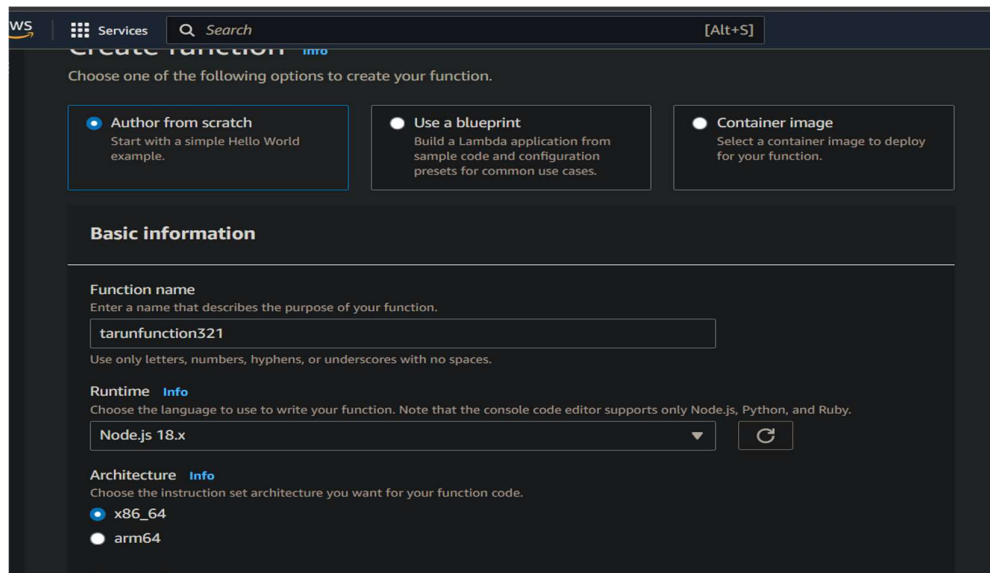 ws
Services
Search
[Alt+S]
Create function Info
Choose one of the following options to create your function.
Author from scratch
Start with a simple Hello World
example.
Use a blueprint
Build a Lambda application from
sample code and configuration
presets for common use cases.
Container image
Select a container image to deploy
for your function.
Basic information
Function name
Enter a name that describes the purpose of your function.
tarunfunction321
Use only letters, numbers, hyphens, or underscores with no spaces.
Runtime Info
Choose the language to use to write your function. Note that the console code editor supports only Node.js, Python, and Ruby.
Node.js 18.x
Architecture Info
Choose the instruction set architecture you want for your function code.
x86_64
arm64